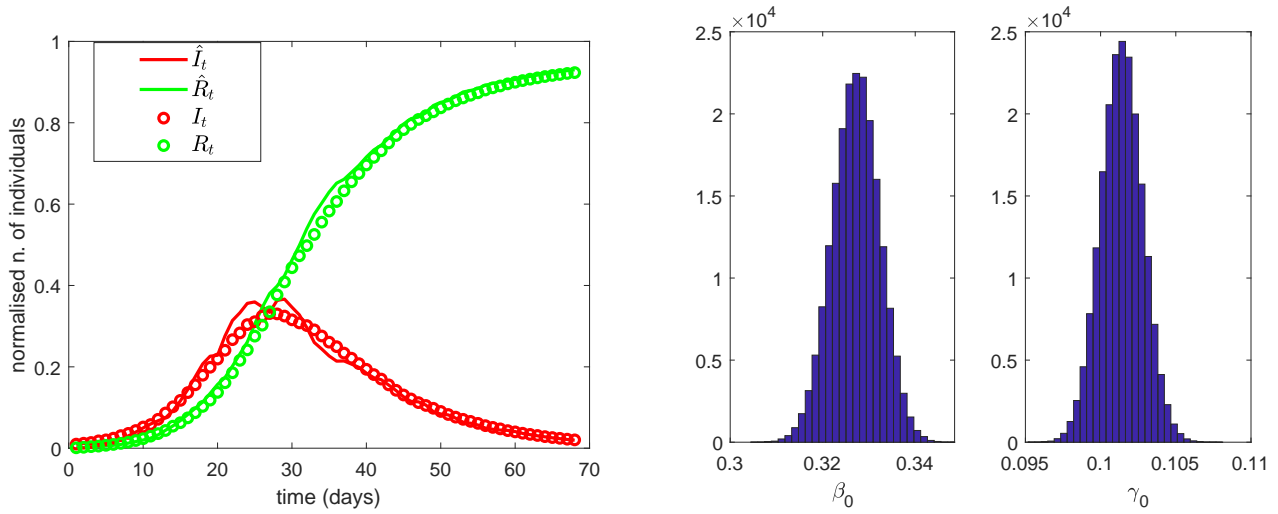 1
0.8
0.6
0.4
0.2
0
normalised n. of individuals
Î_t
R̂_t
I_t
R_t
0 10 20 30 40 50 60 70
time (days)
×10^4
2.5
2
1.5
1
0.5
0
0.3 0.32 0.34
β_0
×10^4
2.5
2
1.5
1
0.5
0
0.095 0.1 0.105 0.11
γ_0